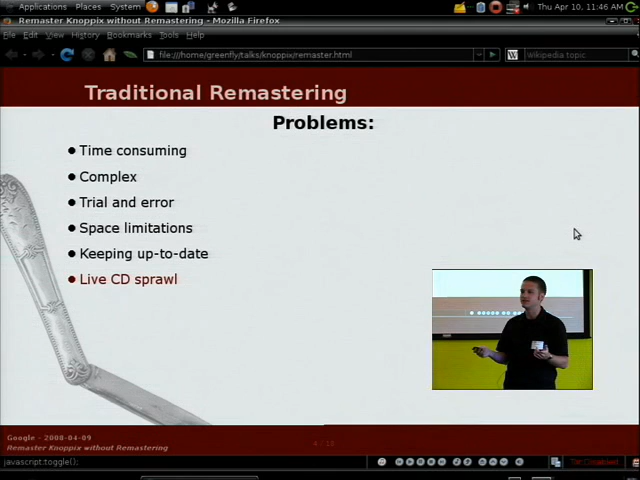 Applications Places System
Thu Apr 10, 11:46 AM
Remaster Knoppix without Remastering - Mozilla Firefox
File Edit View History Bookmarks Tools Help
file:///home/greenfly/talks/knoppix/remaster.html
W Wikipedia topic
Traditional Remastering
Problems:
Time consuming
Complex
Trial and error
Space limitations
Keeping up-to-date
Live CD sprawl
Google - 2008-04-09
Remaster Knoppix without Remastering
javascript:toggle();
Tor Disabled